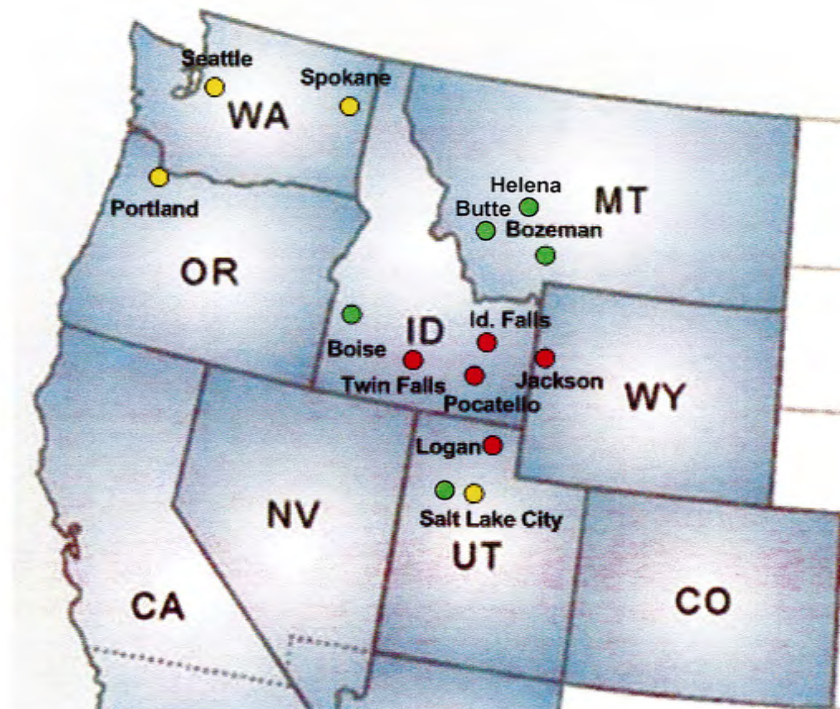 Seattle
Spokane
WA
Helena
MT
Butte
Portland
Bozeman
OR
Id. Falls
ID
Boise
Jackson
Twin Falls
WY
Pocatello
Logan
NV
Salt Lake City
UT
CA
CO